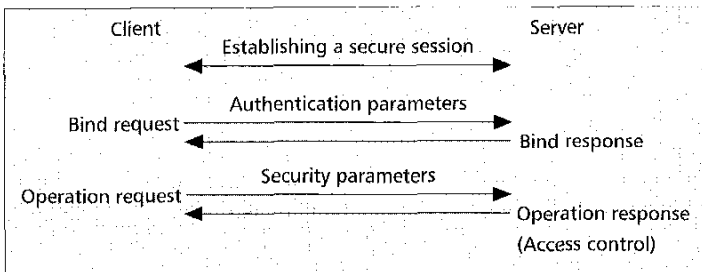 Client
Server
Establishing a secure session
Authentication parameters
Bind request
Bind response
Security parameters
Operation request
Operation response
(Access control)